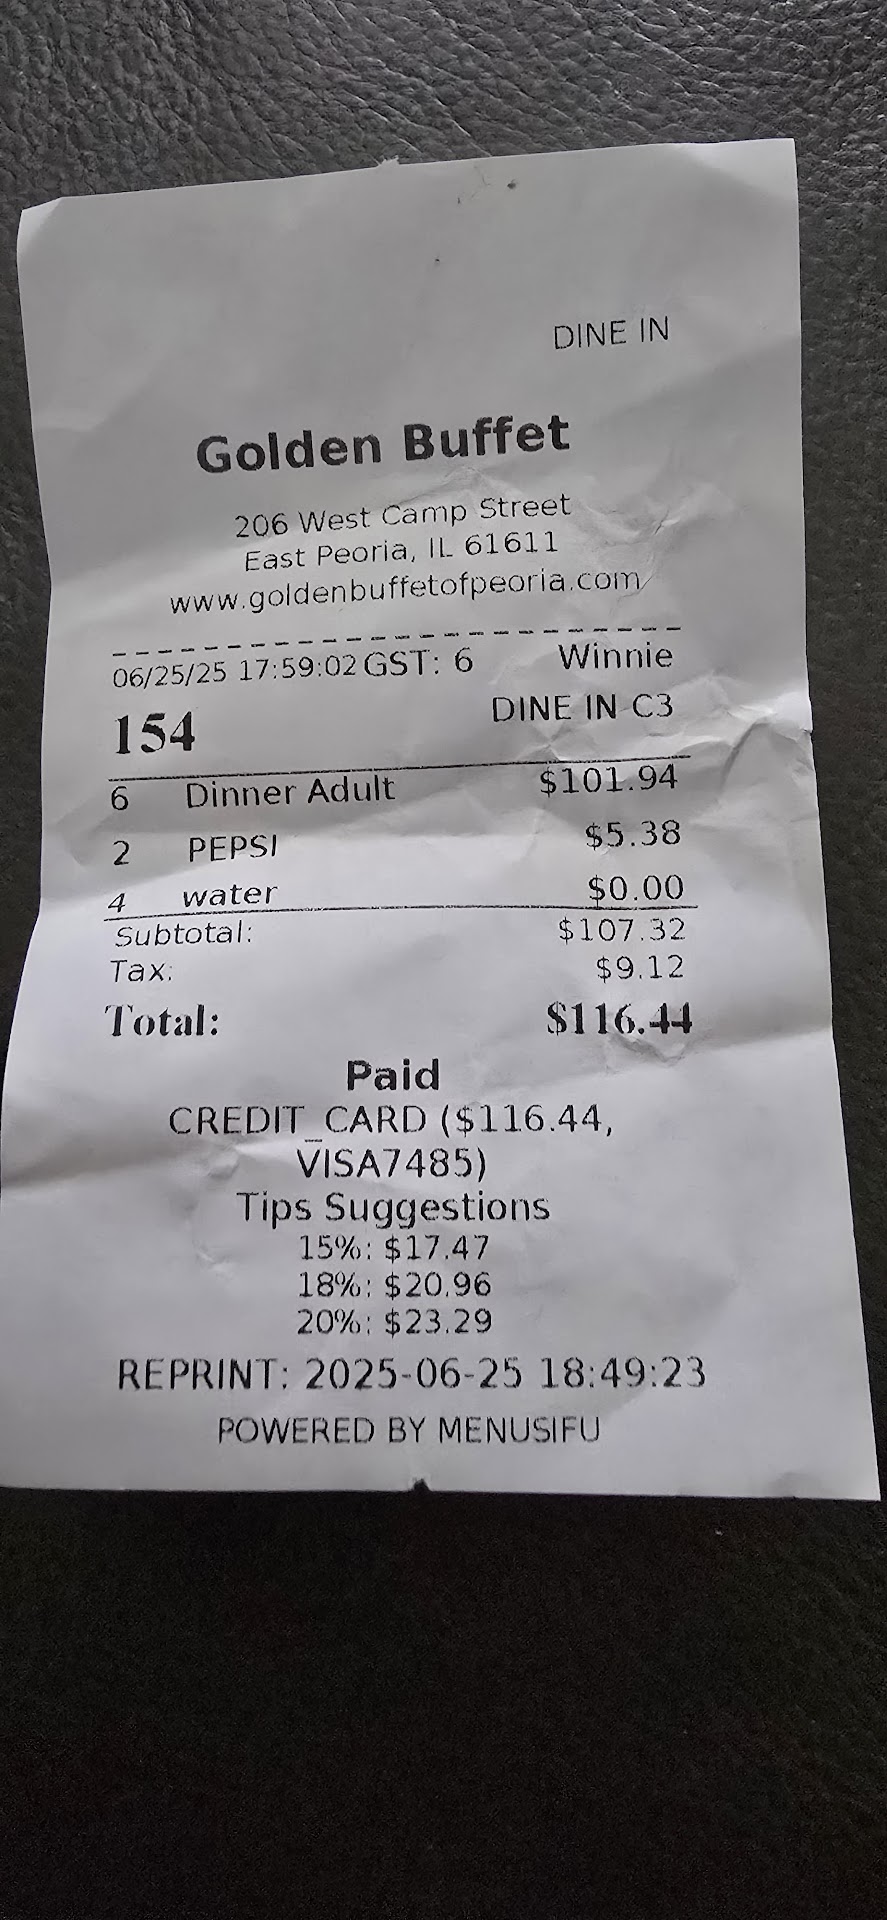 DINE IN
Golden Buffet
206 West Camp Street
East Peoria, IL 61611
www.goldenbuffetofpeoria.com
06/25/25 17:59:02 GST: 6 Winnie
154 DINE IN C3
6 Dinner Adult $101.94
2 PEPSI $5.38
4 water $0.00
Subtotal: $107.32
Tax: $9.12
Total: $116.44
Paid
CREDIT_CARD ($116.44,
VISA7485)
Tips Suggestions
15%: $17.47
18%: $20.96
20%: $23.29
REPRINT: 2025-06-25 18:49:23
POWERED BY MENUSIFU